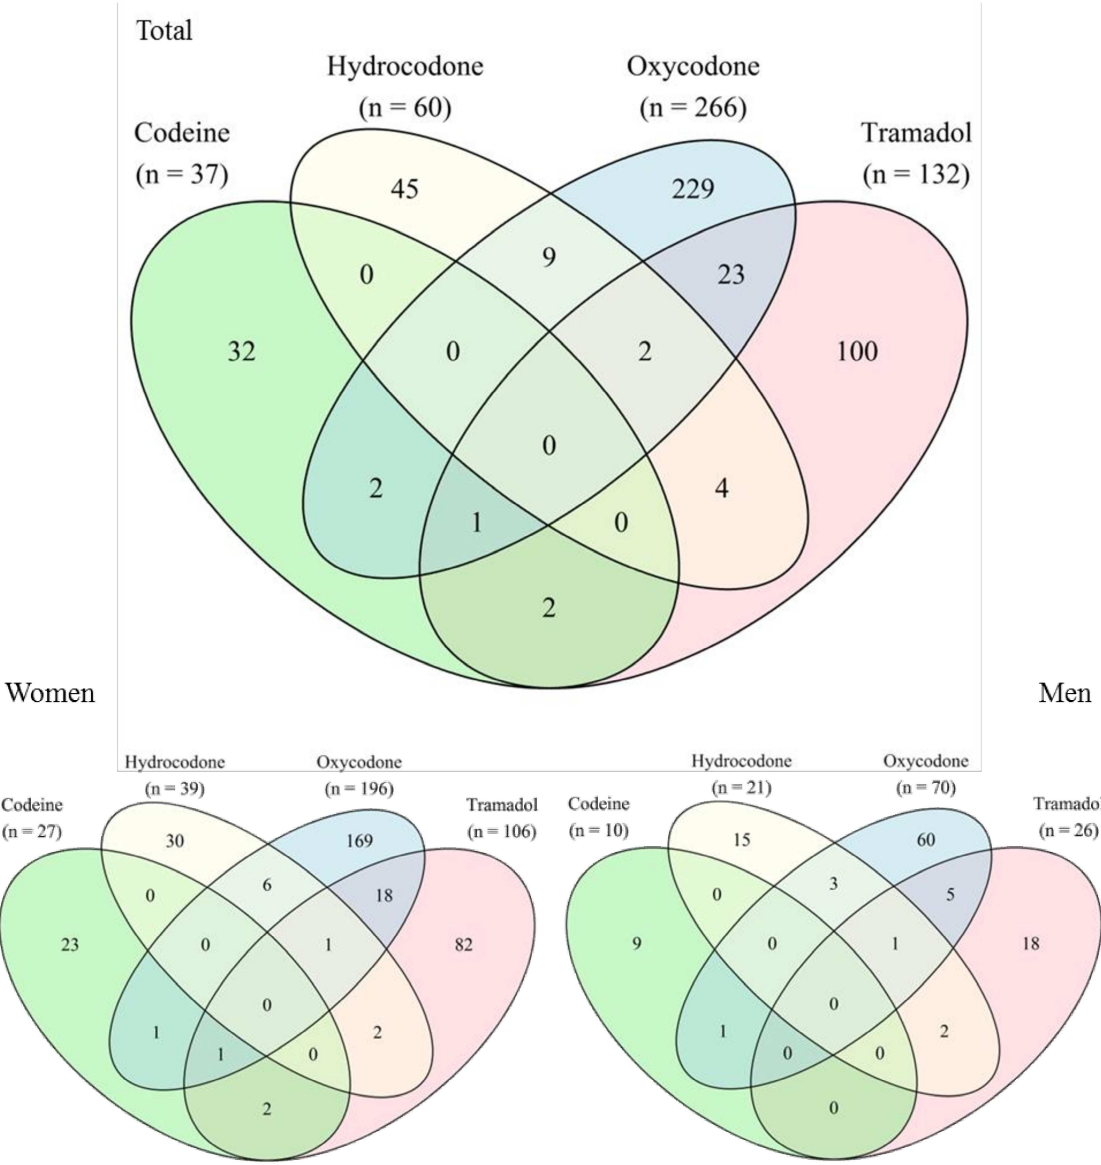 Total
Hydrocodone
(n = 60)
Oxycodone
(n = 266)
Codeine
(n = 37)
Tramadol
(n = 132)
45
229
9
0
23
32
0
2
100
0
2
4
1
0
2
Women
Men
Hydrocodone
(n = 39)
Oxycodone
(n = 196)
Codeine
(n = 27)
Tramadol
(n = 106)
30
169
6
0
18
23
0
1
82
0
1
2
1
0
2
Hydrocodone
(n = 21)
Oxycodone
(n = 70)
Codeine
(n = 10)
Tramadol
(n = 26)
15
60
3
0
5
9
0
1
18
0
1
2
0
0
0